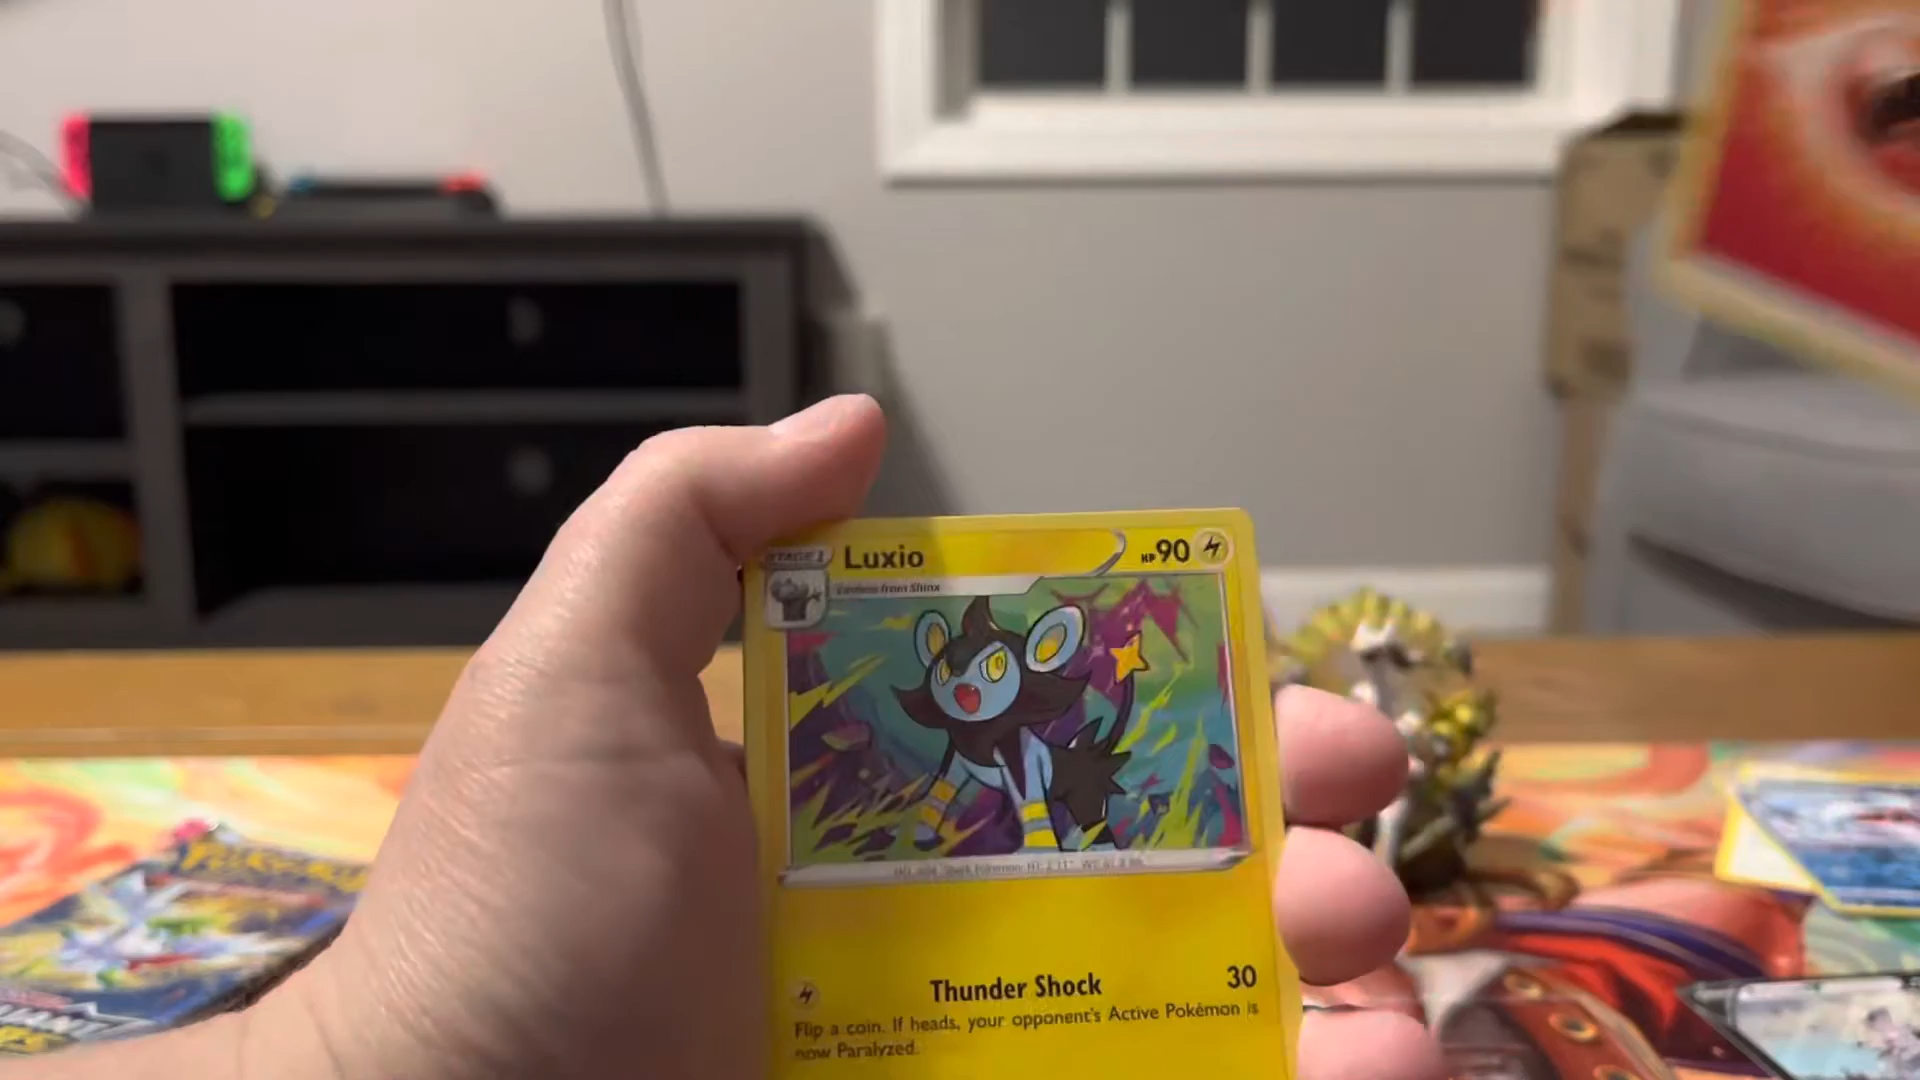 STAGE 1
Luxio
HP 90
Evolves from Shinx
Thunder Shock 30
Flip a coin. If heads, your opponent's Active Pokémon is
now Paralyzed.
POKÉMON